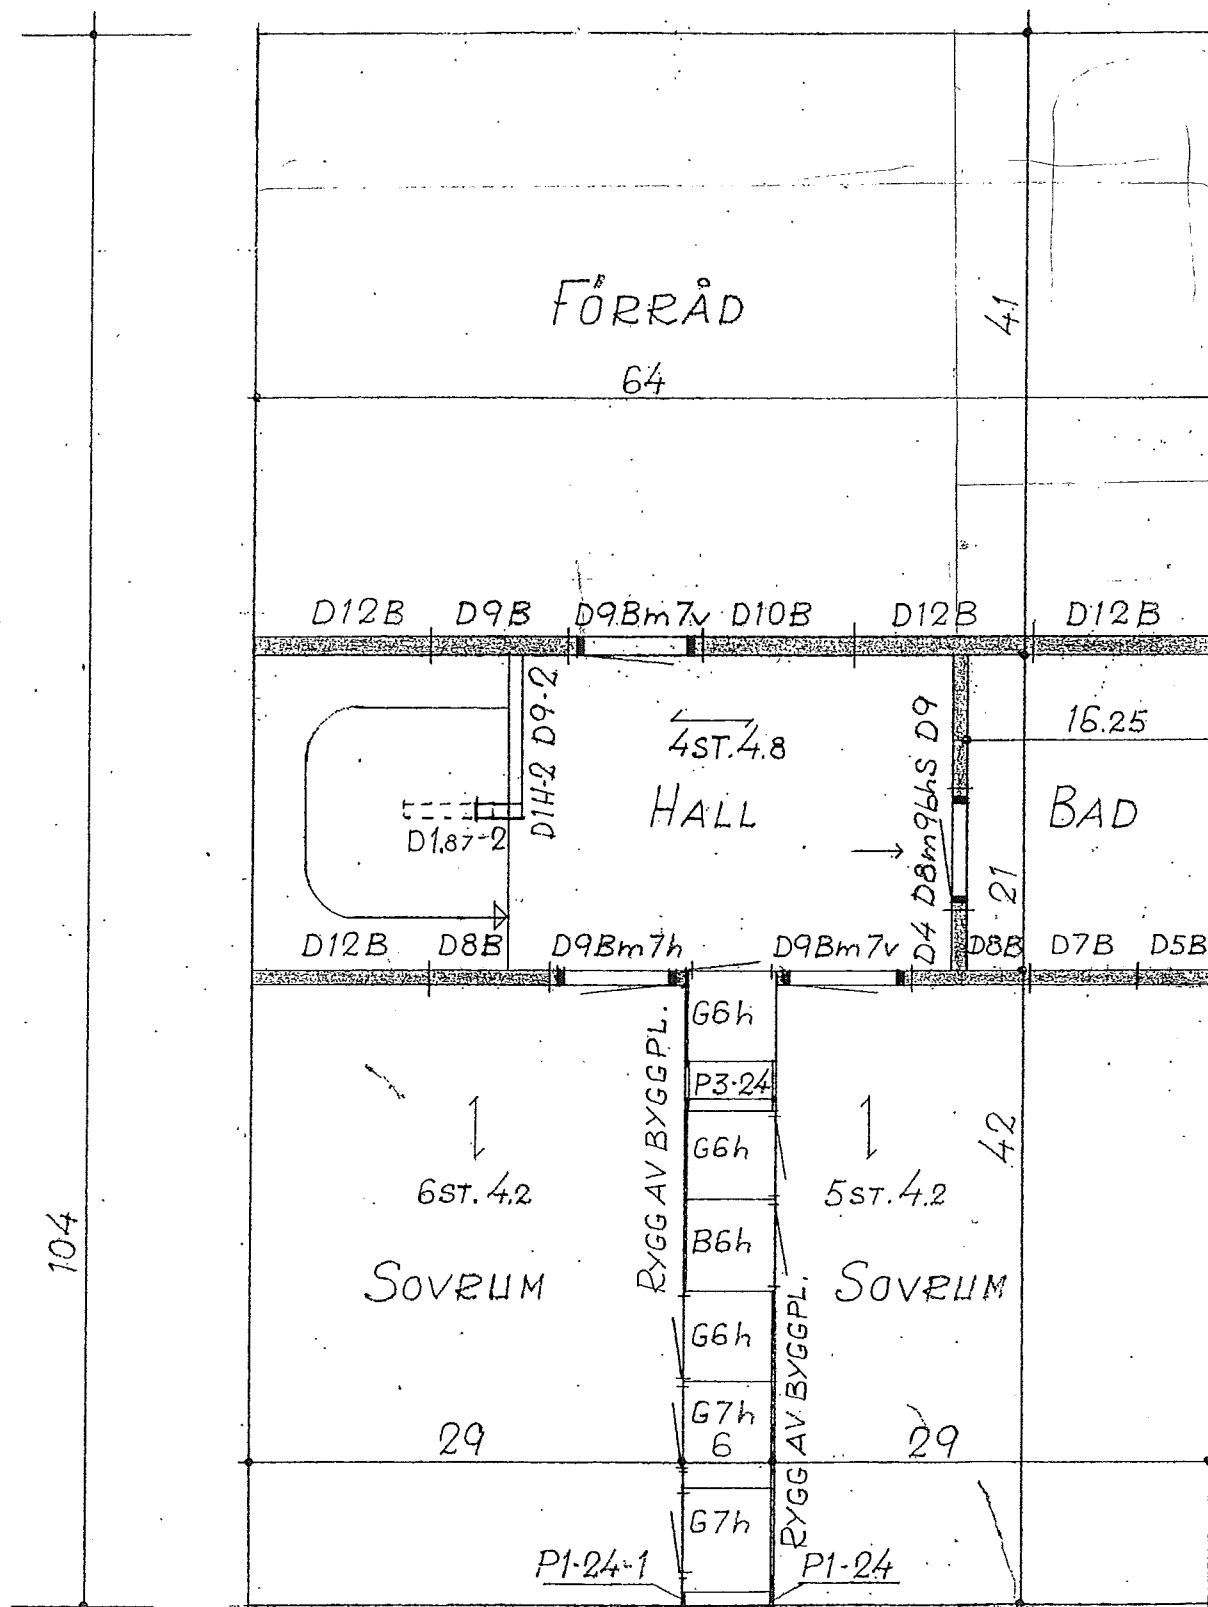 FÖRRÅD
64
41
D12B D9B D9Bm7v D10B D12B D12B
D1H-2 D9-2
4ST. 4.8
HALL
D1.87-2
D4 D8m9bhS D9
16.25
BAD
21
D12B D8B D9Bm7h D9Bm7v D8B D7B D5B
G6h
P3-24
G6h
B6h
G6h
G7h
6
G7h
RYGG AV BYGGPL.
RYGG AV BYGGPL.
6ST. 4.2
5ST. 4.2
42
104
SOVRUM
SOVRUM
29
29
P1-24-1
P1-24